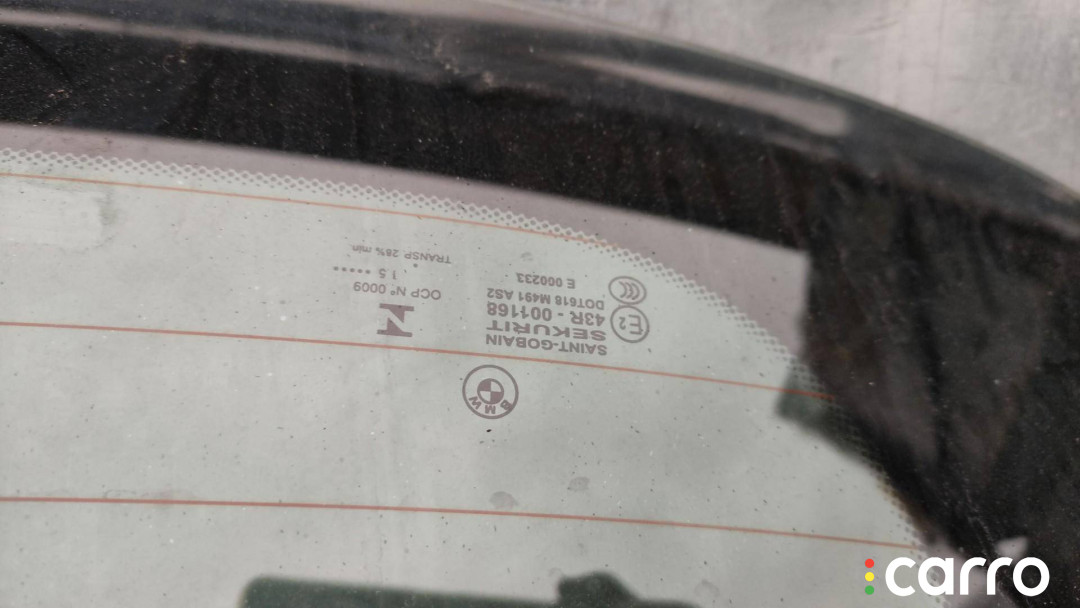 BMW
SAINT-GOBAIN
SEKURIT
43R - 001168
DOT618 M491 AS2
E 000233
E2
OCP Nº 0009
1 5
TRANSP. 28% min.
carro